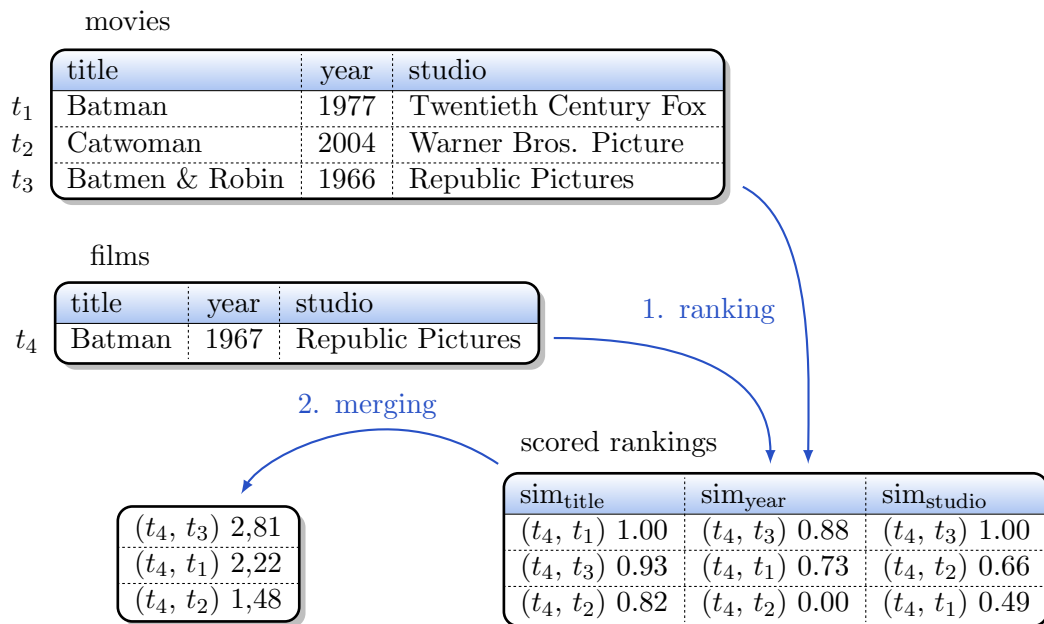 movies
title year studio
t1 Batman 1977 Twentieth Century Fox
t2 Catwoman 2004 Warner Bros. Picture
t3 Batmen & Robin 1966 Republic Pictures
films
title year studio
t4 Batman 1967 Republic Pictures
1. ranking
2. merging
scored rankings
simtitle simyear simstudio
(t4, t1) 1.00 (t4, t3) 0.88 (t4, t3) 1.00
(t4, t3) 0.93 (t4, t1) 0.73 (t4, t2) 0.66
(t4, t2) 0.82 (t4, t2) 0.00 (t4, t1) 0.49
(t4, t3) 2,81
(t4, t1) 2,22
(t4, t2) 1,48